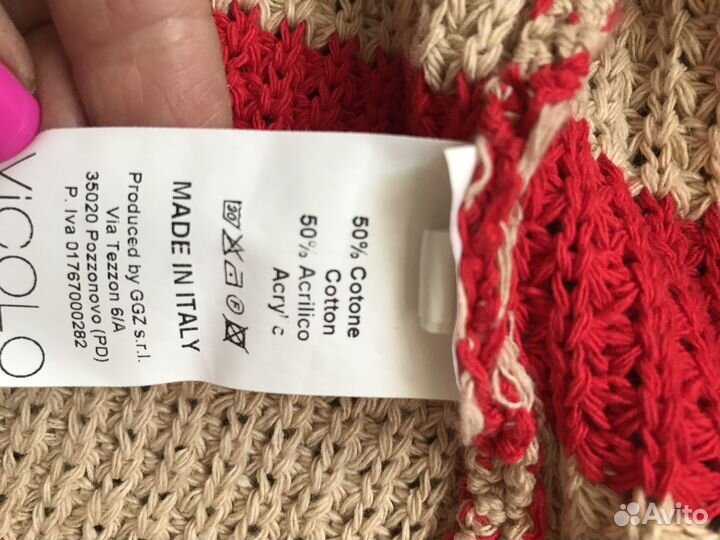 50% Cotone
Cotton
50% Acrilico
30
P
MADE IN ITALY
Produced by GGZ s.r.l.
Via Tezzon 6/A
35020 Pozzonovo (PD)
P. Iva 01767000282
ViCOLO
Avito